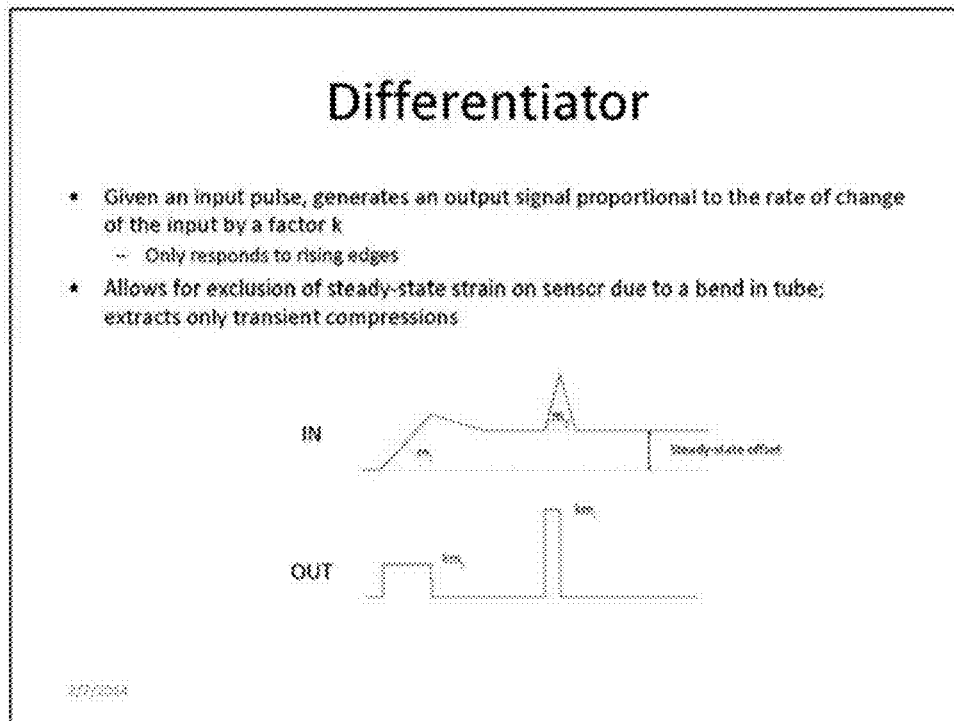 Differentiator
• Given an input pulse, generates an output signal proportional to the rate of change
of the input by a factor k
– Only responds to rising edges
• Allows for exclusion of steady-state strain on sensor due to a bend in tube;
extracts only transient compressions
IN
Steady-state offset
OUT